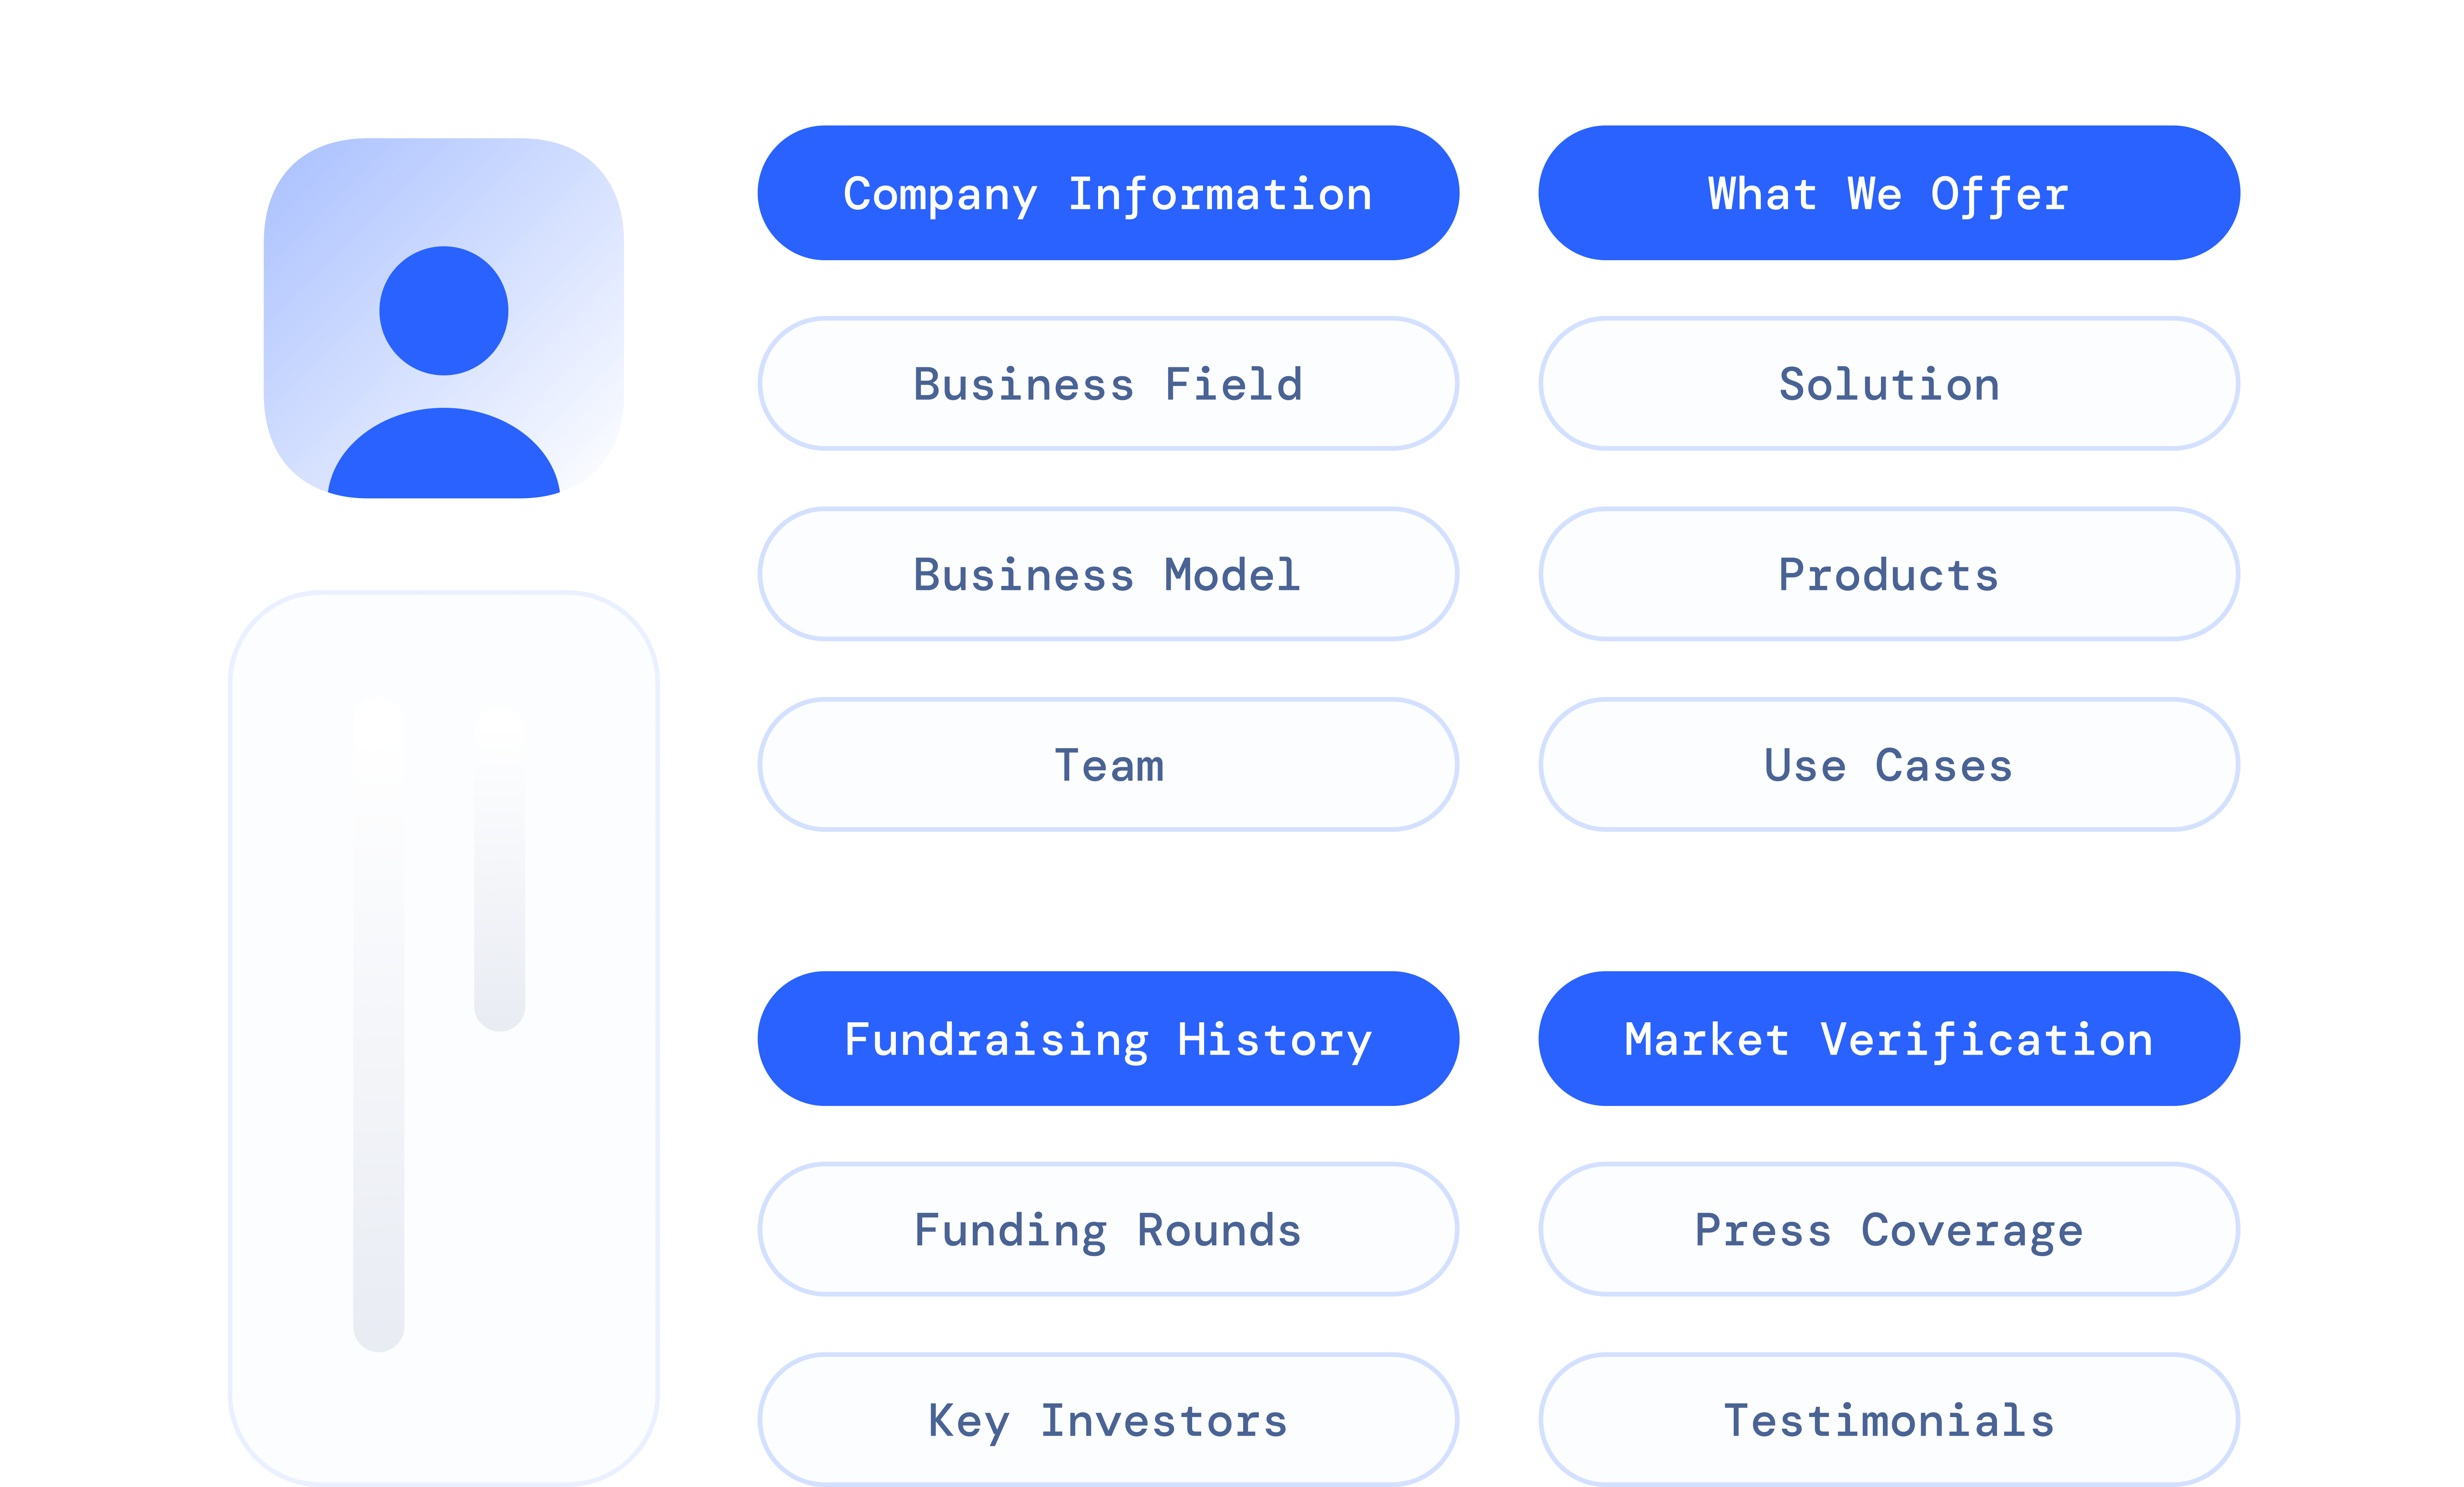 Company Information
Business Field
Business Model
Team
What We Offer
Solution
Products
Use Cases
Fundraising History
Funding Rounds
Key Investors
Market Verification
Press Coverage
Testimonials